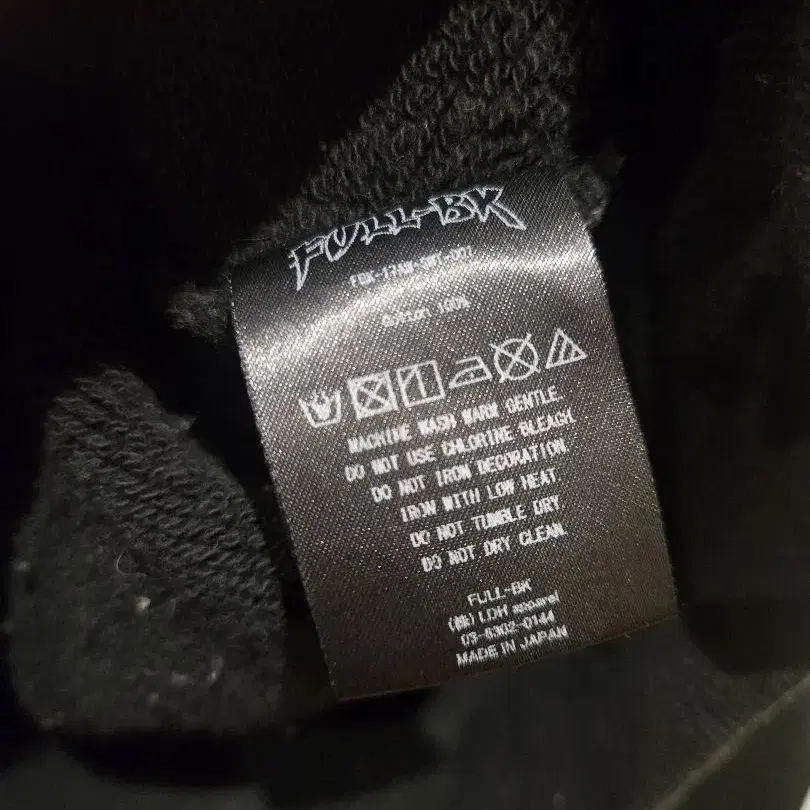 FULL-BK
Cotton 100%
MACHINE WASH WARM GENTLE.
DO NOT USE CHLORINE BLEACH.
DO NOT IRON DECORATION.
IRON WITH LOW HEAT.
DO NOT TUMBLE DRY.
DO NOT DRY CLEAN.
FULL-BK
(株) LDH apparel
03-6302-0144
MADE IN JAPAN